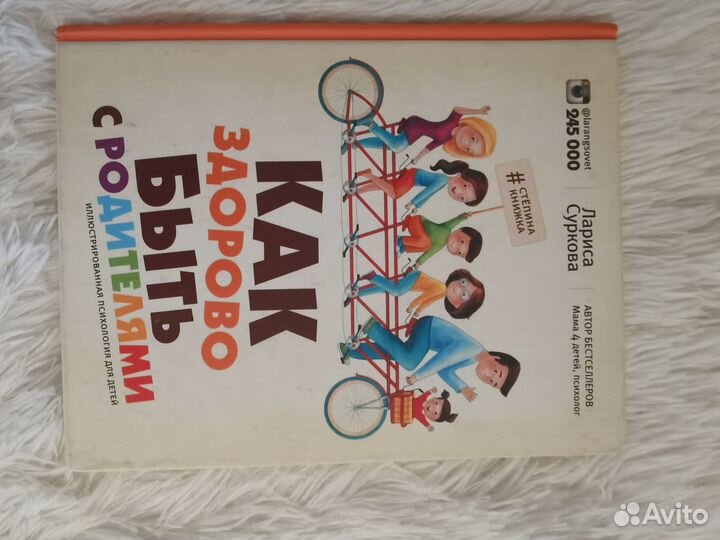 @larangsovet
245 000
Лариса
Суркова
АВТОР БЕСТСЕЛЛЕРОВ
Мама 4 детей, психолог
#СТЁПИНА
КНИЖКА
КАК
ЗДОРОВО
БЫТЬ
С РОДИТЕЛЯМИ
ИЛЛЮСТРИРОВАННАЯ ПСИХОЛОГИЯ ДЛЯ ДЕТЕЙ
Avito